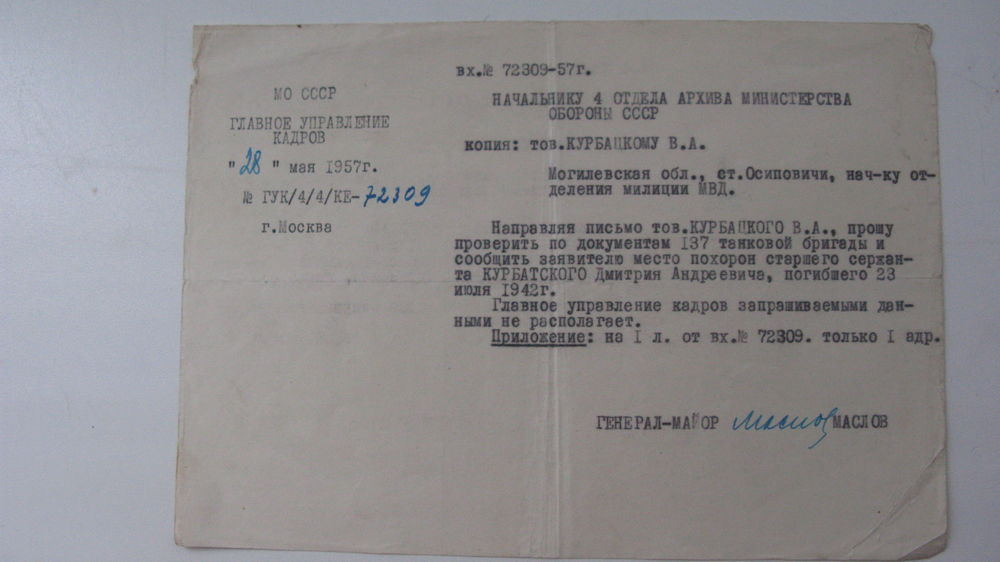 МО СССР
ГЛАВНОЕ УПРАВЛЕНИЕ
КАДРОВ
"28" мая 1957г.
№ ГУК/4/4/КЕ-72309
г.Москва
вх.№ 72309-57г.
НАЧАЛЬНИКУ 4 ОТДЕЛА АРХИВА МИНИСТЕРСТВА
ОБОРОНЫ СССР
копия: тов.КУРБАЦКОМУ В.А.
Могилевская обл., ст.Осиповичи, нач-ку от-
деления милиции МВД.
Направляя письмо тов.КУРБАЦКОГО В.А., прошу
проверить по документам 137 танковой бригады и
сообщить заявителю место похорон старшего сержан-
та КУРБАТСКОГО Дмитрия Андреевича, погибшего 23
июля 1942г.
Главное управление кадров запрашиваемыми дан-
ными не располагает.
Приложение: на I л. от вх.№ 72309. только I адр.
ГЕНЕРАЛ-МАЙОР Маслов МАСЛОВ